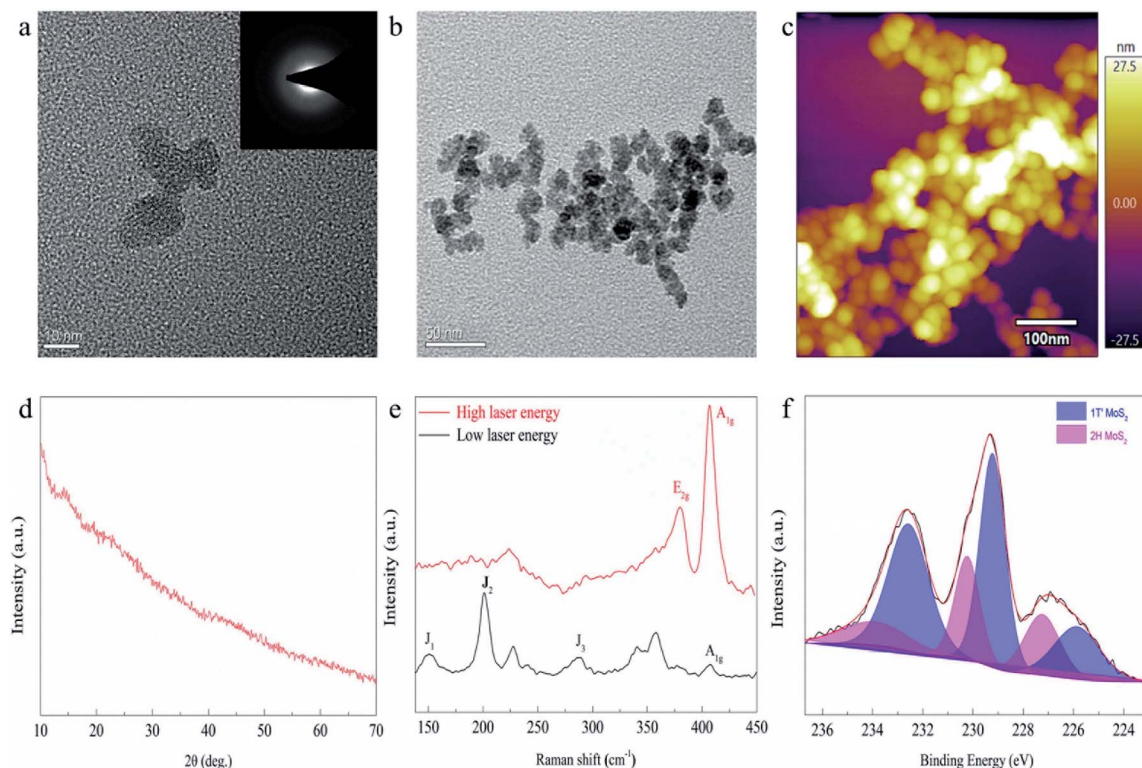 a
10 nm
b
50 nm
c
nm
27.5
0.00
-27.5
100nm
d
Intensity (a.u.)
10 20 30 40 50 60 70
2θ (deg.)
e
High laser energy
Low laser energy
A1g
E2g
J1
J2
J3
A1g
Intensity (a.u.)
150 200 250 300 350 400 450
Raman shift (cm-1)
f
1T' MoS2
2H MoS2
Intensity (a.u.)
236 234 232 230 228 226 224
Binding Energy (eV)